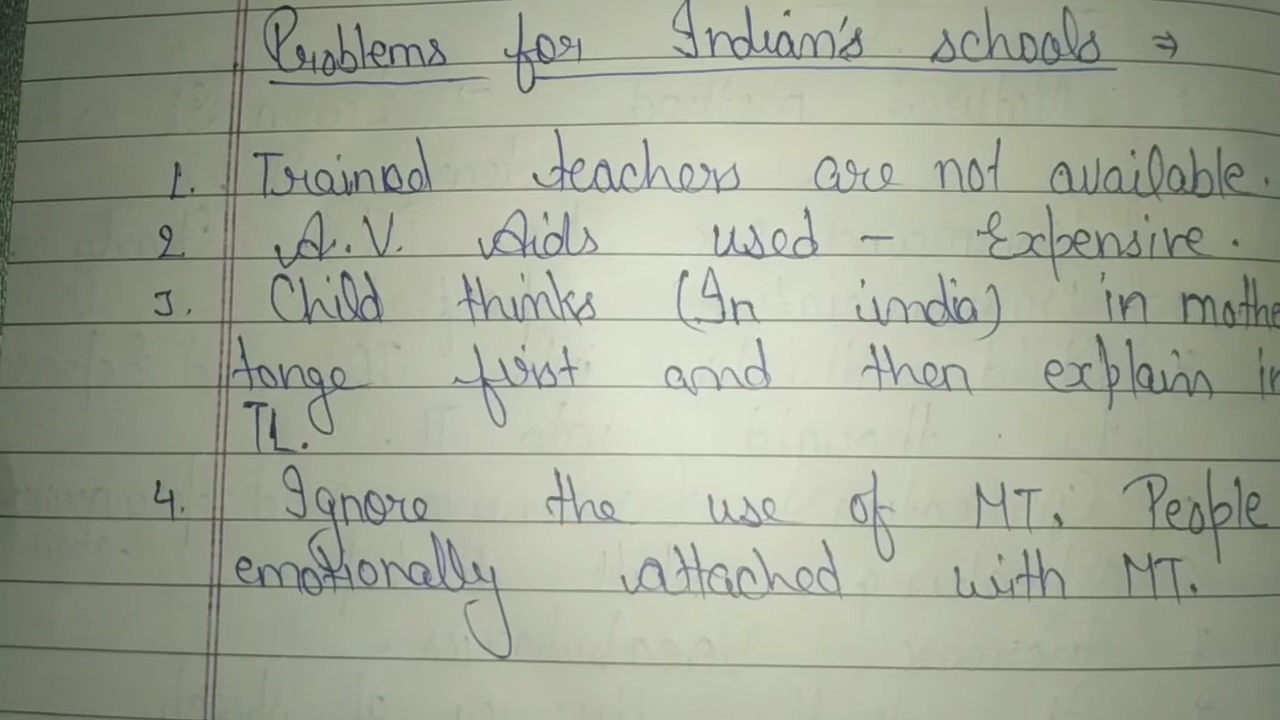 Problems for Indian's schools ⇒
1. Trained teachers are not available.
2 A.V. Aids used - Expensive.
3. Child thinks (In india) in mothe
tonge first and then explain in
TL.
4. Ignore the use of MT. People
emotionally attached with MT.